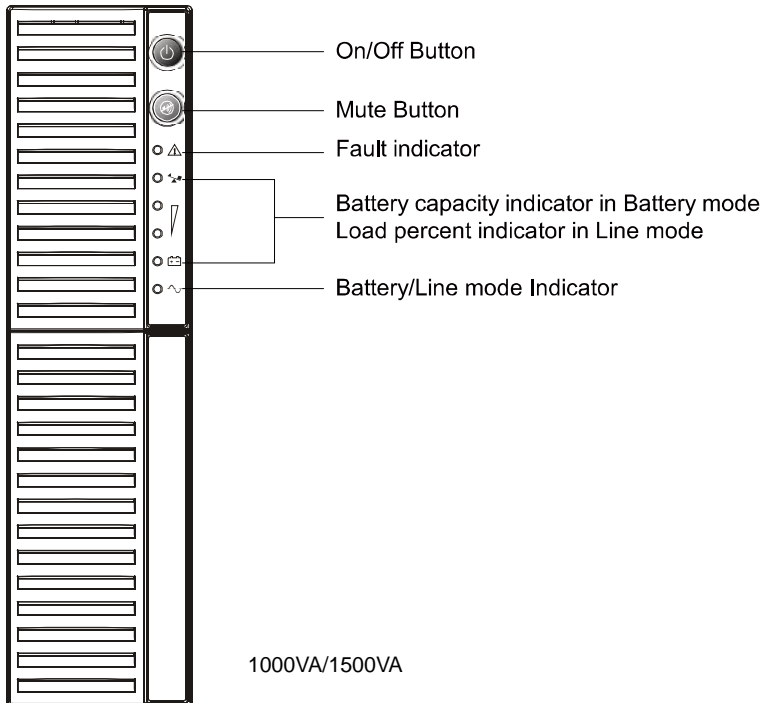 On/Off Button
Mute Button
Fault indicator
Battery capacity indicator in Battery mode
Load percent indicator in Line mode
Battery/Line mode Indicator
1000VA/1500VA